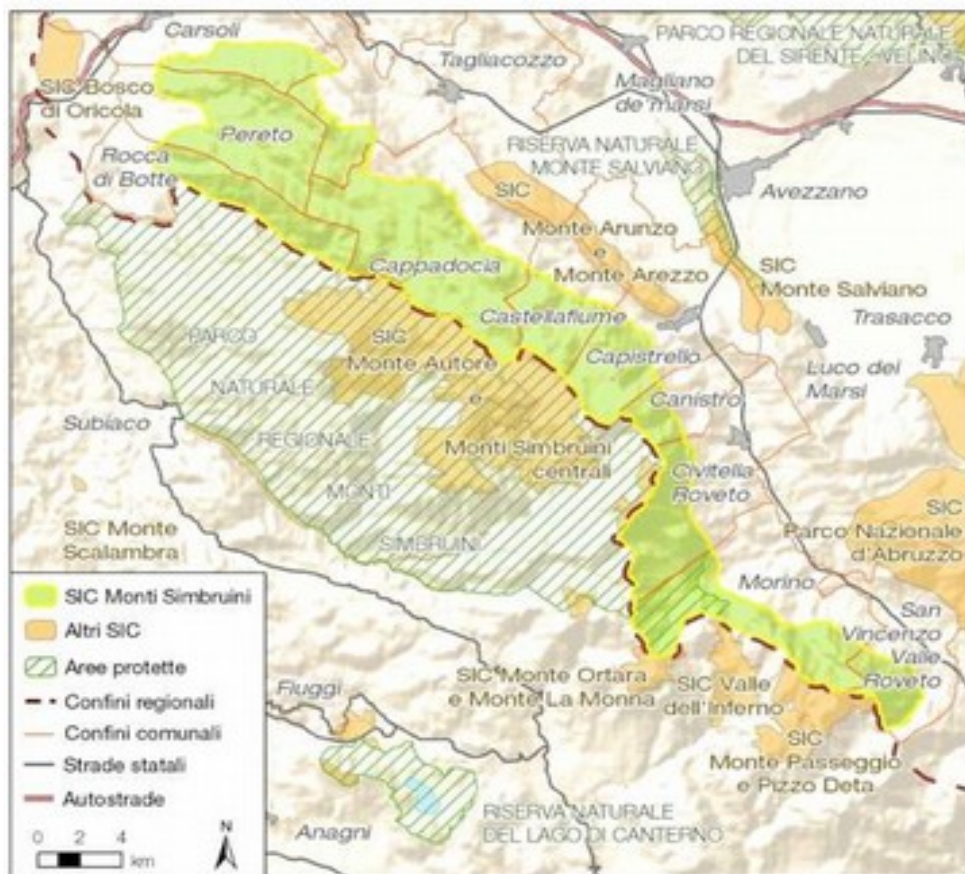 Carsoli
PARCO REGIONALE NATURALE
DEL SIRENTE - VELINO
Tagliacozzo
Magliano
de' marsi
SIC Bosco
di Oricola
Pereto
RISERVA NATURALE
MONTE SALVIANO
Rocca
di Botte
SIC
Avezzano
Monte Arunzo
e
Monte Arezzo
Cappadocia
SIC
Monte Salviano
PARCO
SIC
Monte Autore
e
Monti Simbruini
centrali
Castellafiume
Trasacco
Capistrello
Luco dei
Marsi
NATURALE
Canistro
Subiaco
REGIONALE
MONTI
Civitella
Roveto
SIMBRUINI
SIC
Parco Nazionale
d'Abruzzo
SIC Monte
Scalambra
Morino
San
Vincenzo
Valle
Roveto
SIC Monte Ortara
e Monte La Monna
SIC Valle
dell'Inferno
Fiuggi
SIC
Monte Passeggio
e Pizzo Deta
RISERVA NATURALE
DEL LAGO DI CANTERNO
Anagni
SIC Monti Simbruini
Altri SIC
Aree protette
Confini regionali
Confini comunali
Strade statali
Autostrade
0 2 4
km
N